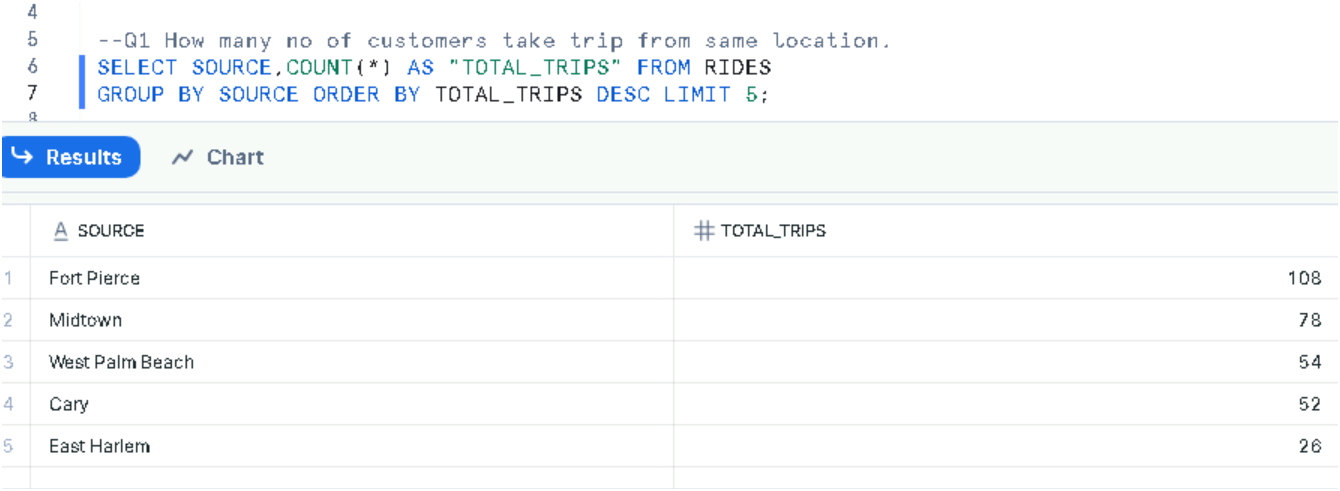 4
5 --Q1 How many no of customers take trip from same location.
6 SELECT SOURCE,COUNT(*) AS "TOTAL_TRIPS" FROM RIDES
7 GROUP BY SOURCE ORDER BY TOTAL_TRIPS DESC LIMIT 5;
8
Results Chart
A SOURCE # TOTAL_TRIPS
1 Fort Pierce 108
2 Midtown 78
3 West Palm Beach 54
4 Cary 52
5 East Harlem 26